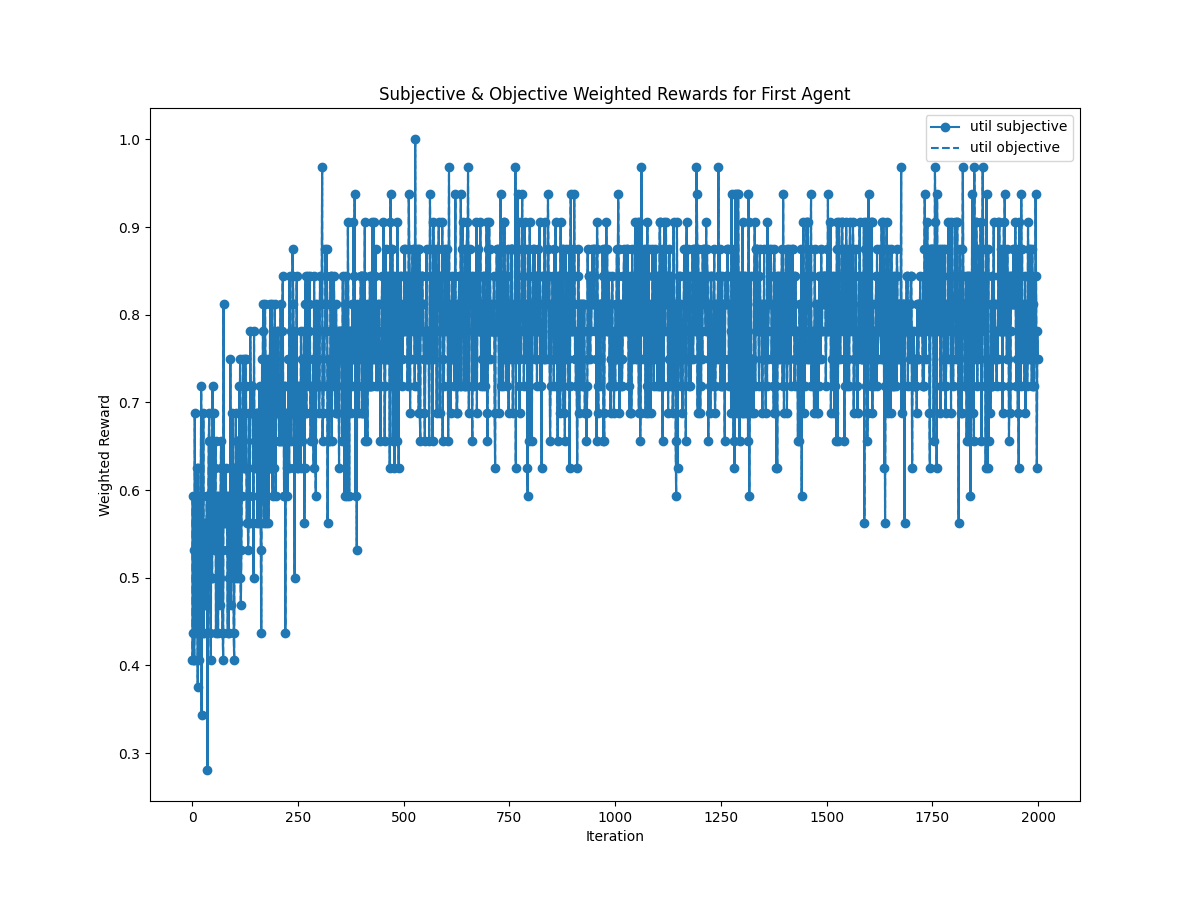 Subjective & Objective Weighted Rewards for First Agent
util subjective
util objective
Weighted Reward
1.0
0.9
0.8
0.7
0.6
0.5
0.4
0.3
0 250 500 750 1000 1250 1500 1750 2000
Iteration